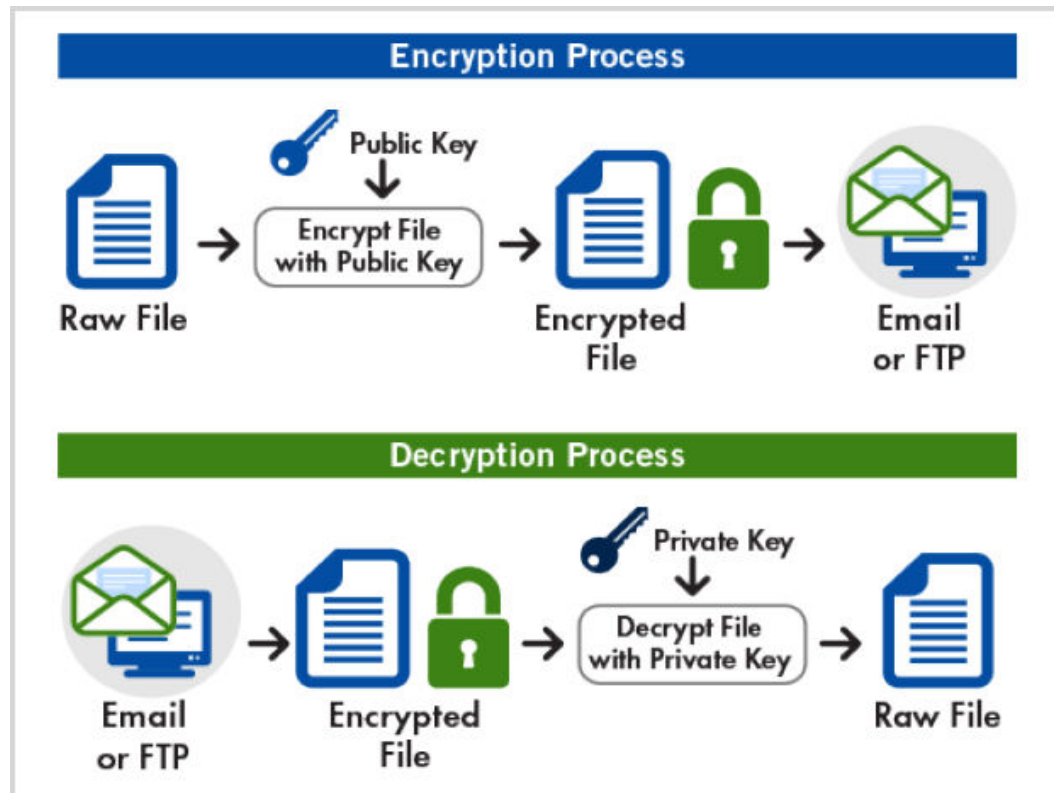 Encryption Process
Public Key
Encrypt File
with Public Key
Raw File
Encrypted
File
Email
or FTP
Decryption Process
Private Key
Decrypt File
with Private Key
Email
or FTP
Encrypted
File
Raw File